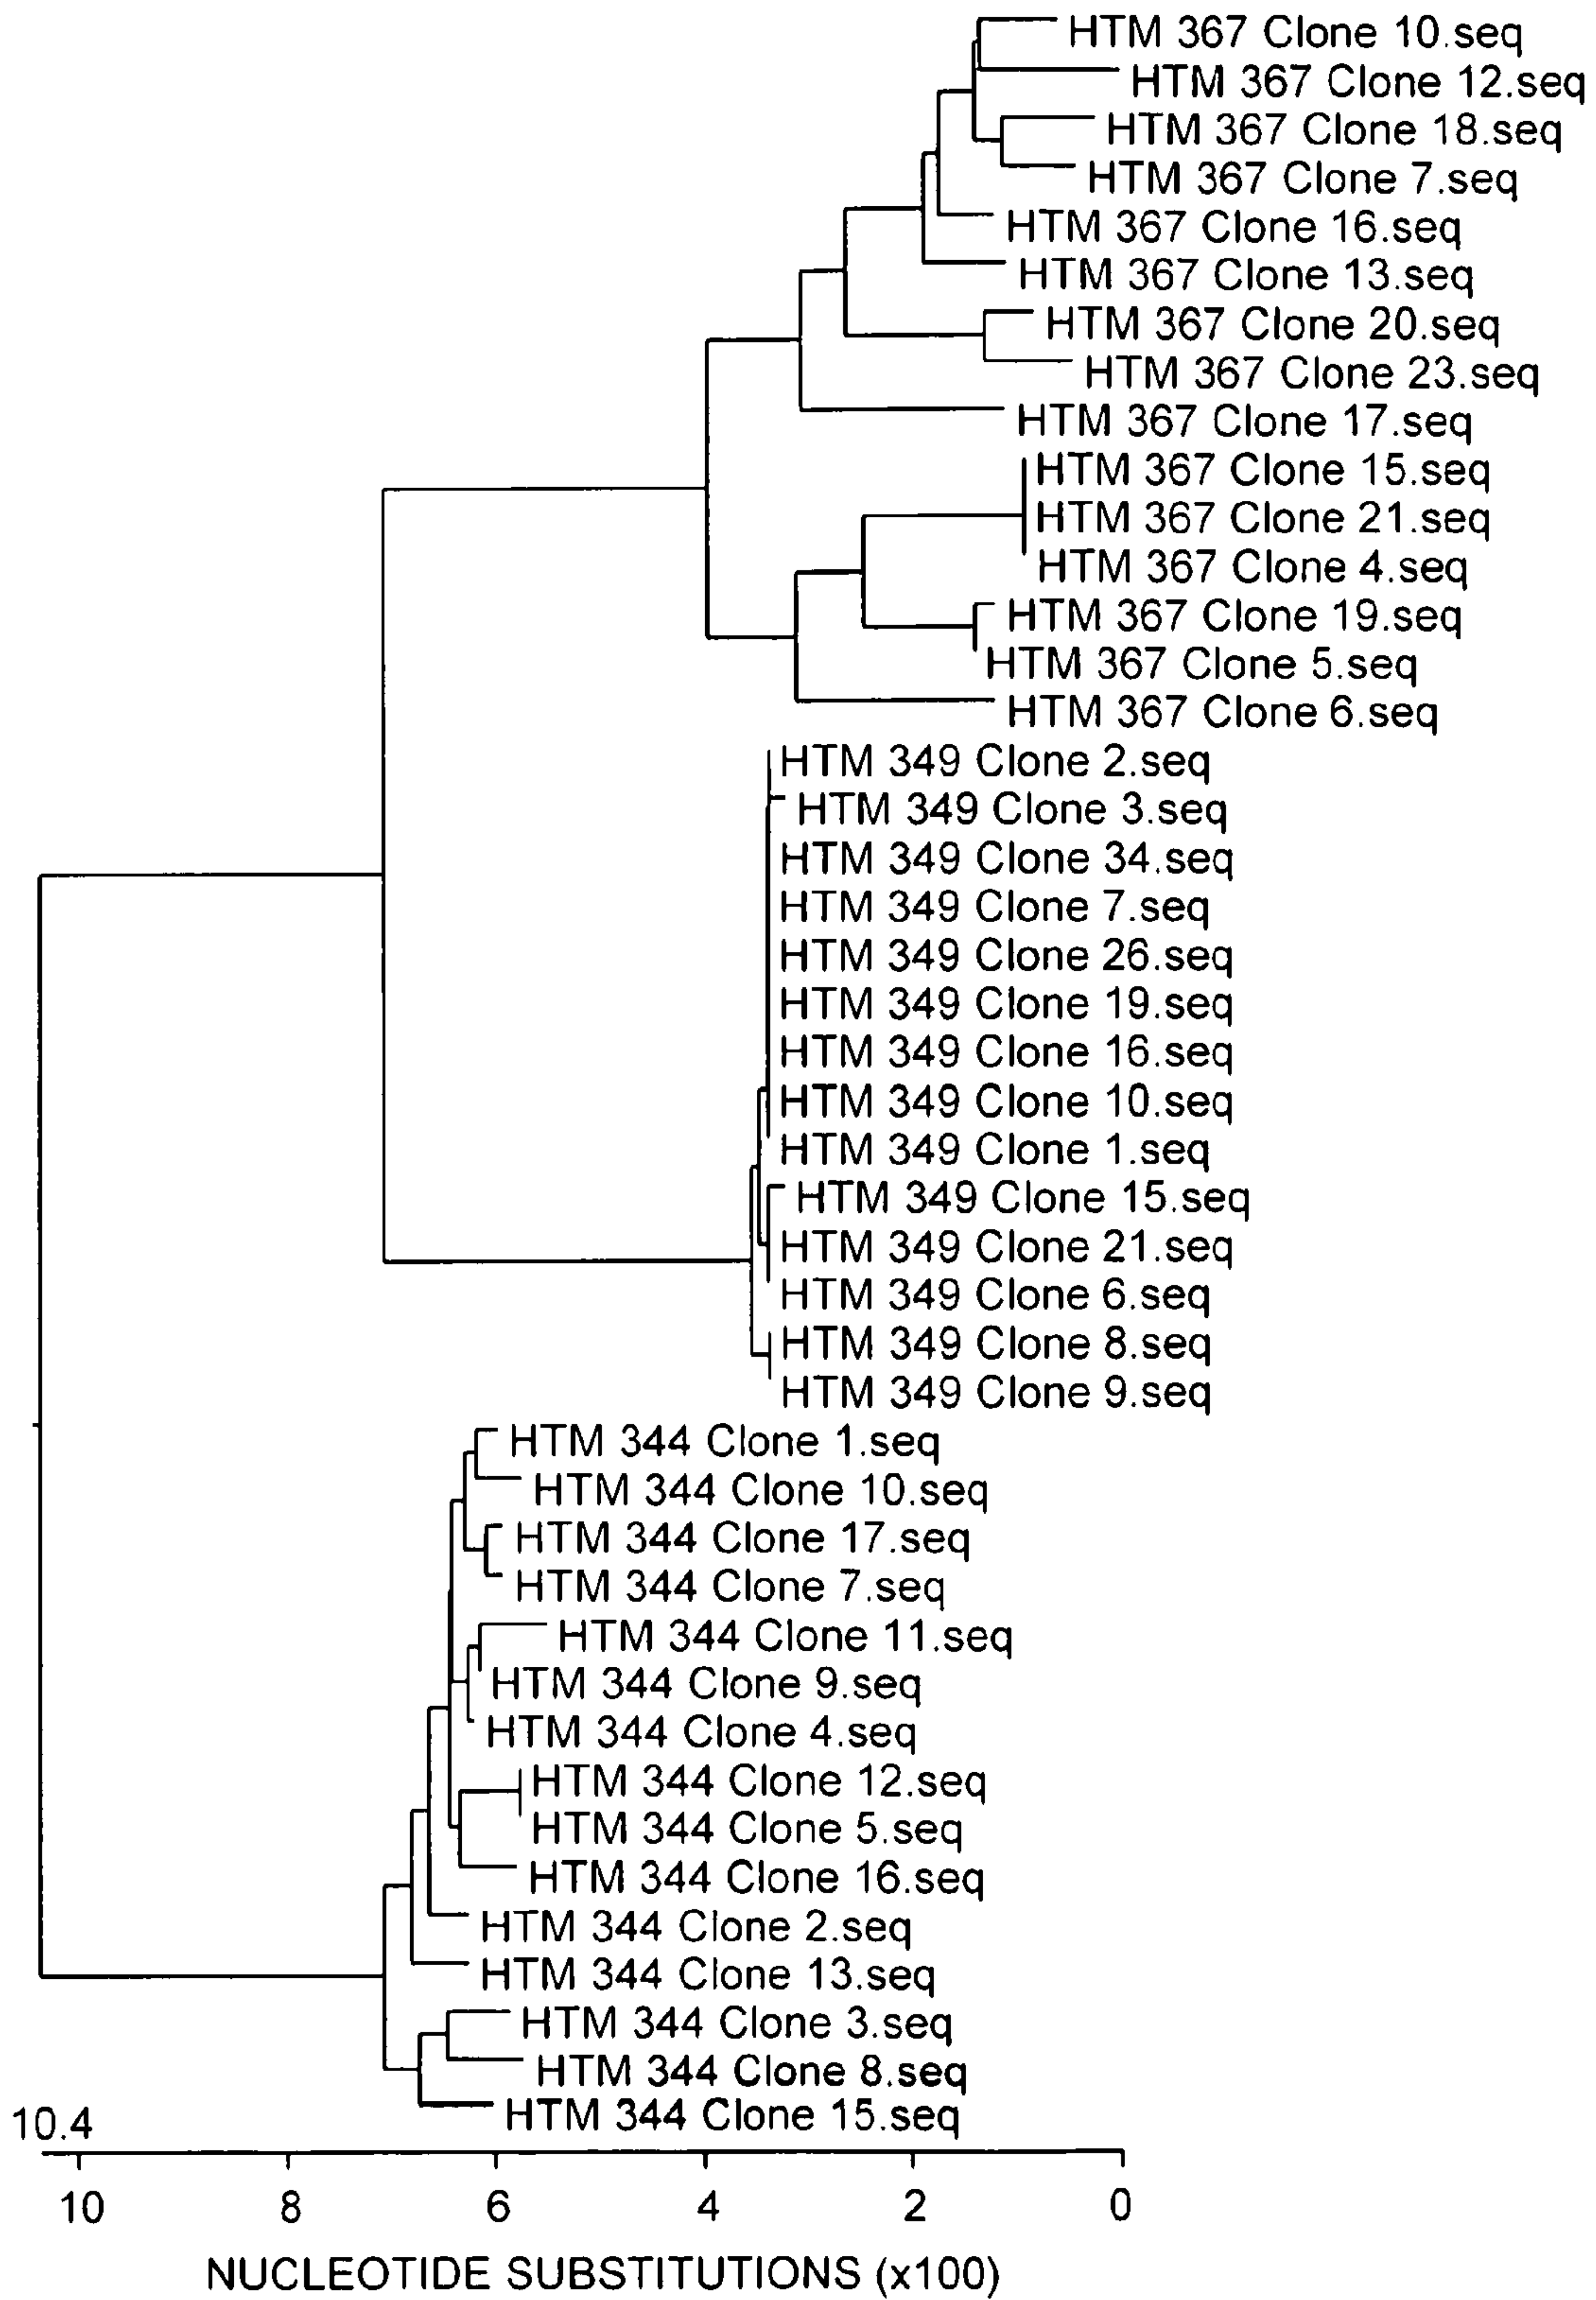 HTM 367 Clone 10.seq
HTM 367 Clone 12.seq
HTM 367 Clone 18.seq
HTM 367 Clone 7.seq
HTM 367 Clone 16.seq
HTM 367 Clone 13.seq
HTM 367 Clone 20.seq
HTM 367 Clone 23.seq
HTM 367 Clone 17.seq
HTM 367 Clone 15.seq
HTM 367 Clone 21.seq
HTM 367 Clone 4.seq
HTM 367 Clone 19.seq
HTM 367 Clone 5.seq
HTM 367 Clone 6.seq
HTM 349 Clone 2.seq
HTM 349 Clone 3.seq
HTM 349 Clone 34.seq
HTM 349 Clone 7.seq
HTM 349 Clone 26.seq
HTM 349 Clone 19.seq
HTM 349 Clone 16.seq
HTM 349 Clone 10.seq
HTM 349 Clone 1.seq
HTM 349 Clone 15.seq
HTM 349 Clone 21.seq
HTM 349 Clone 6.seq
HTM 349 Clone 8.seq
HTM 349 Clone 9.seq
HTM 344 Clone 1.seq
HTM 344 Clone 10.seq
HTM 344 Clone 17.seq
HTM 344 Clone 7.seq
HTM 344 Clone 11.seq
HTM 344 Clone 9.seq
HTM 344 Clone 4.seq
HTM 344 Clone 12.seq
HTM 344 Clone 5.seq
HTM 344 Clone 16.seq
HTM 344 Clone 2.seq
HTM 344 Clone 13.seq
HTM 344 Clone 3.seq
HTM 344 Clone 8.seq
HTM 344 Clone 15.seq
10.4
10 8 6 4 2 0
NUCLEOTIDE SUBSTITUTIONS (x100)